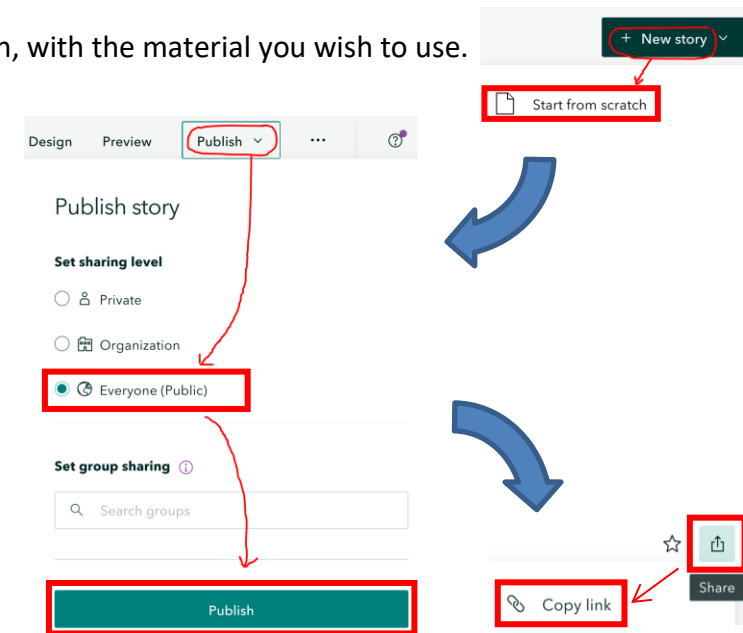 , with the material you wish to use.
+ New story
Start from scratch
Design Preview Publish ...
Publish story
Set sharing level
Private
Organization
Everyone (Public)
Set group sharing
Search groups
Publish
Share
Copy link